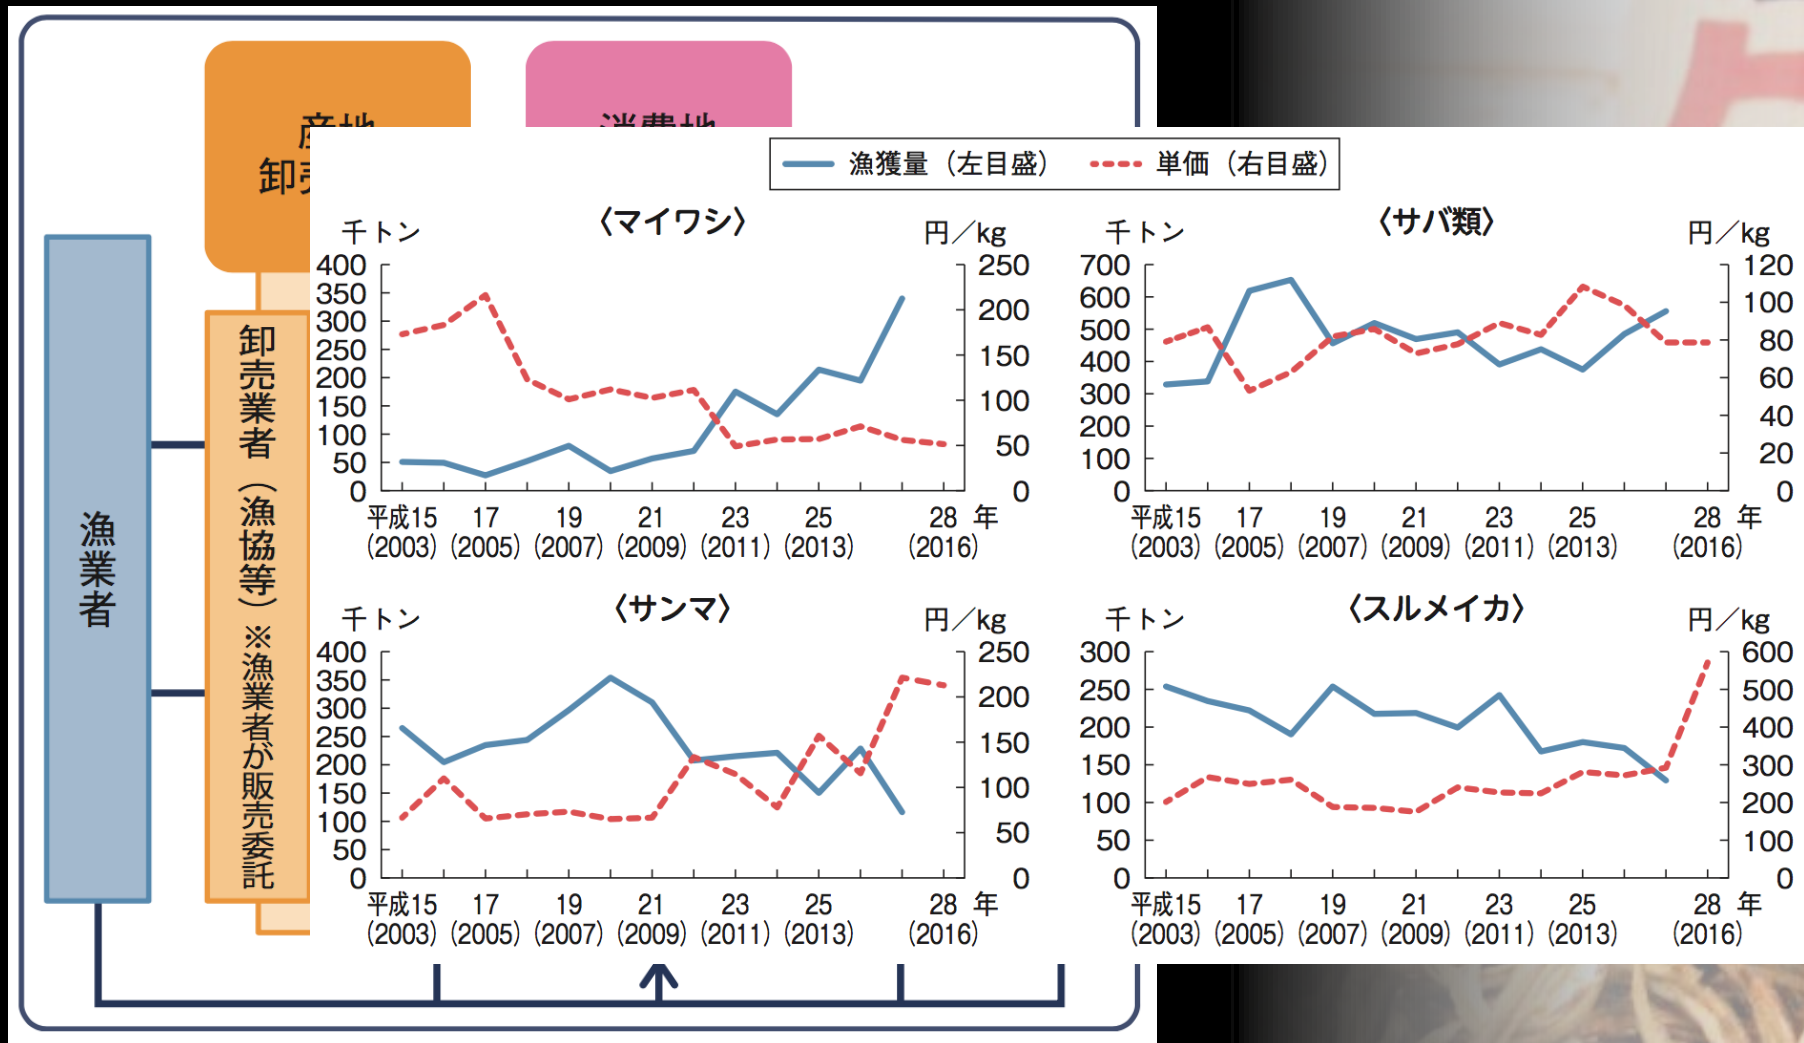 産地
卸売
消費地
漁業者
卸売業者（漁協等）※漁業者が販売委託
漁獲量（左目盛） 単価（右目盛）
〈マイワシ〉
千トン 円／kg
400 250
350
300 200
250 150
200
150 100
100 50
50
0 0
平成15 17 19 21 23 25 28 年
(2003) (2005) (2007) (2009) (2011) (2013) (2016)
〈サバ類〉
千トン 円／kg
700 120
600 100
500 80
400 60
300 40
200 20
100
0 0
平成15 17 19 21 23 25 28 年
(2003) (2005) (2007) (2009) (2011) (2013) (2016)
〈サンマ〉
千トン 円／kg
400 250
350
300 200
250 150
200
150 100
100 50
50
0 0
平成15 17 19 21 23 25 28 年
(2003) (2005) (2007) (2009) (2011) (2013) (2016)
〈スルメイカ〉
千トン 円／kg
300 600
250 500
200 400
150 300
100 200
50 100
0 0
平成15 17 19 21 23 25 28 年
(2003) (2005) (2007) (2009) (2011) (2013) (2016)